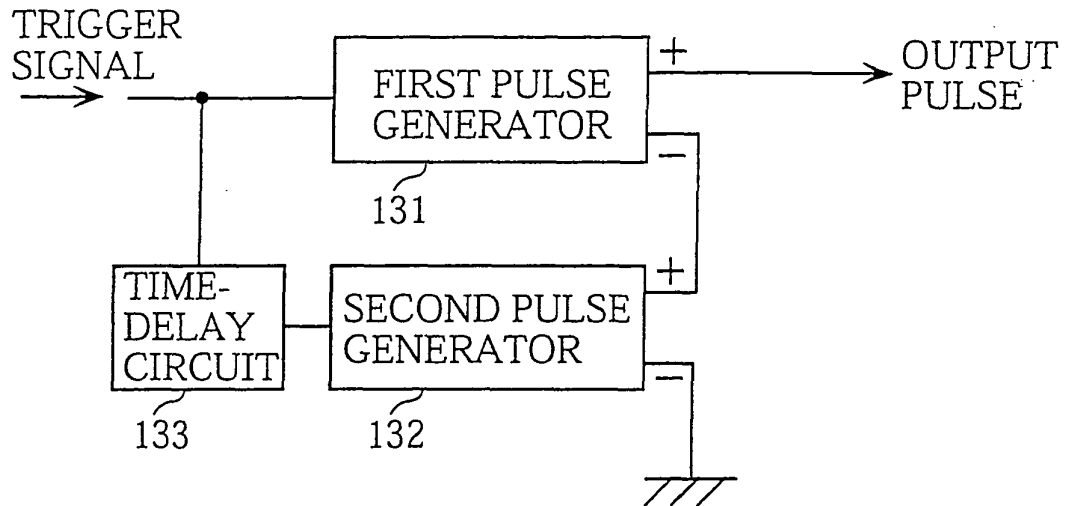 TRIGGER
SIGNAL
+
OUTPUT
PULSE
FIRST PULSE
GENERATOR
−
131
+
TIME-
DELAY
CIRCUIT
SECOND PULSE
GENERATOR
−
133
132